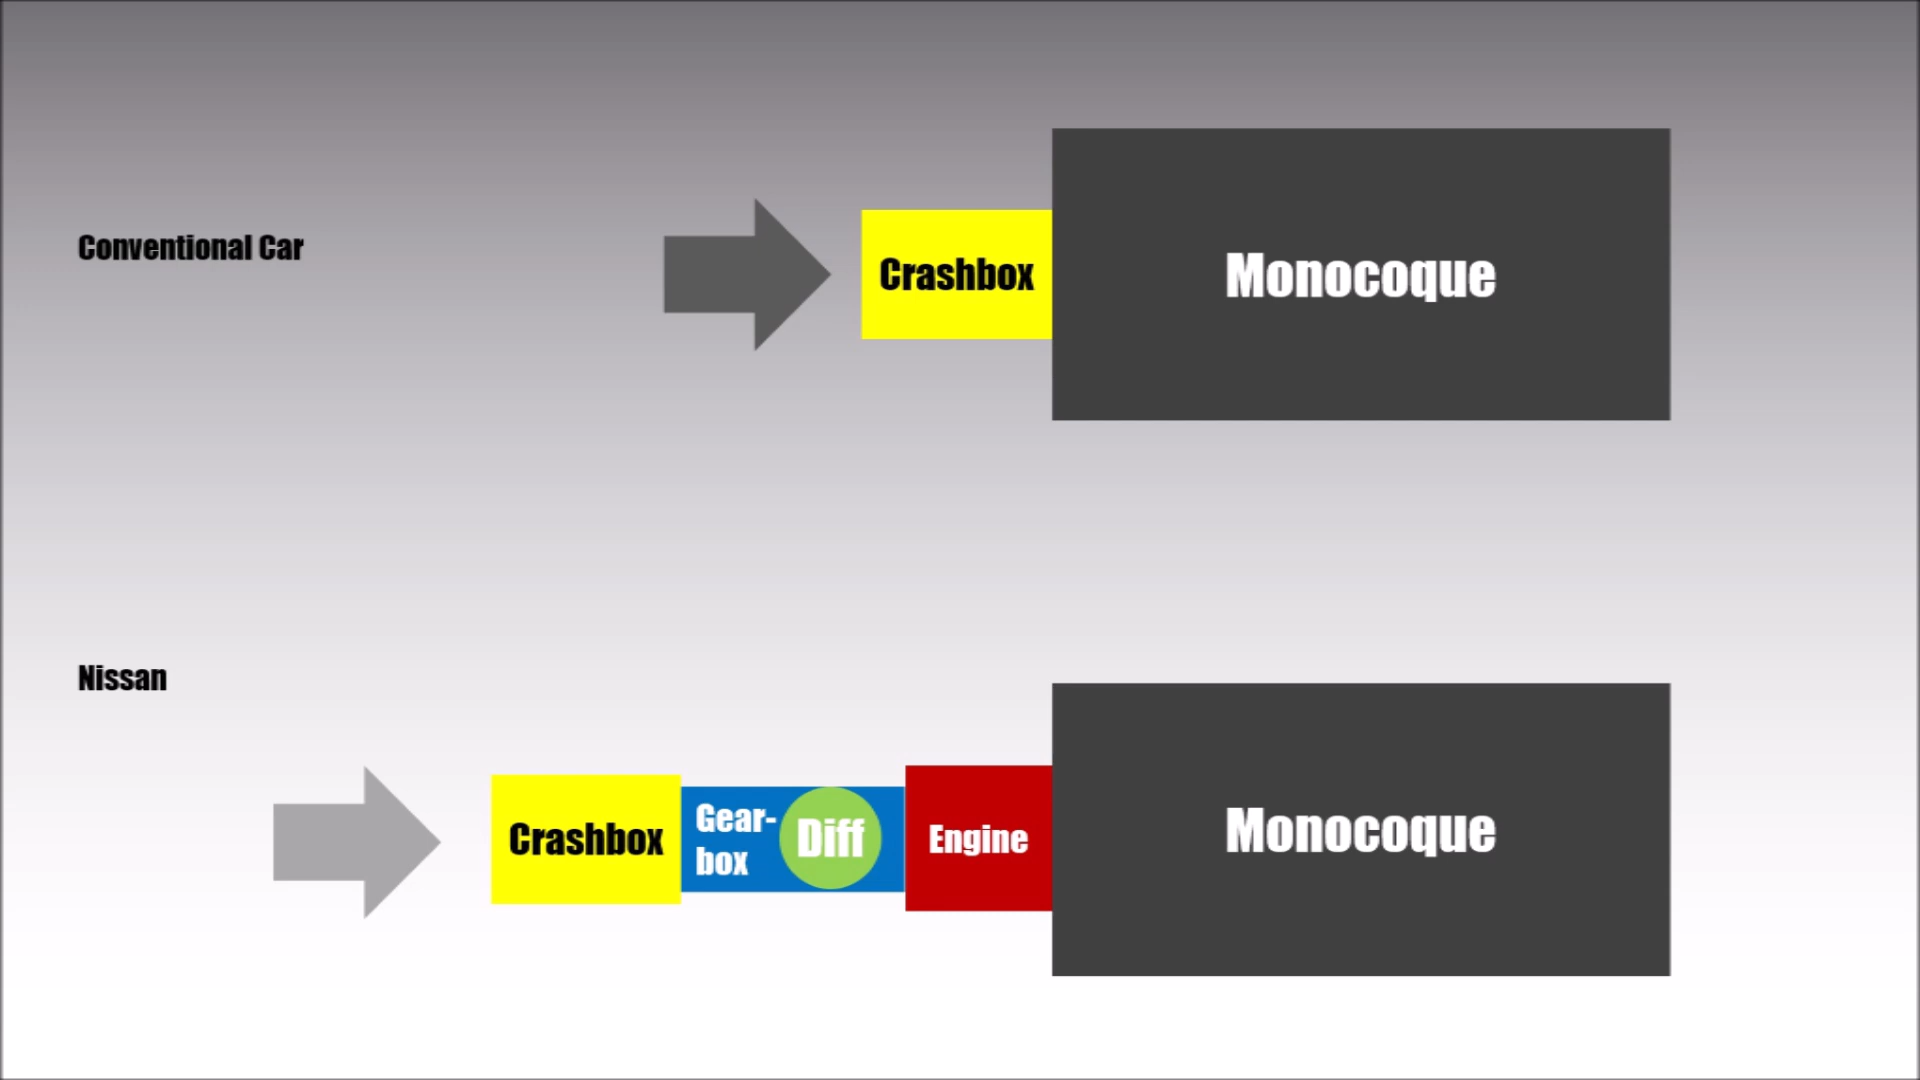 Conventional Car
Crashbox
Monocoque
Nissan
Crashbox
Gear-
box
Diff
Engine
Monocoque